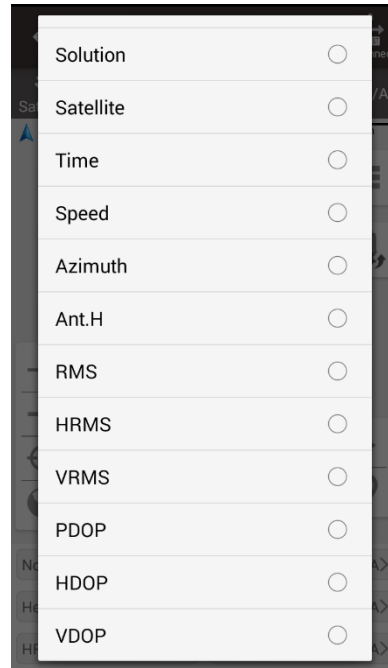 Solution
Satellite
Time
Speed
Azimuth
Ant.H
RMS
HRMS
VRMS
PDOP
HDOP
VDOP